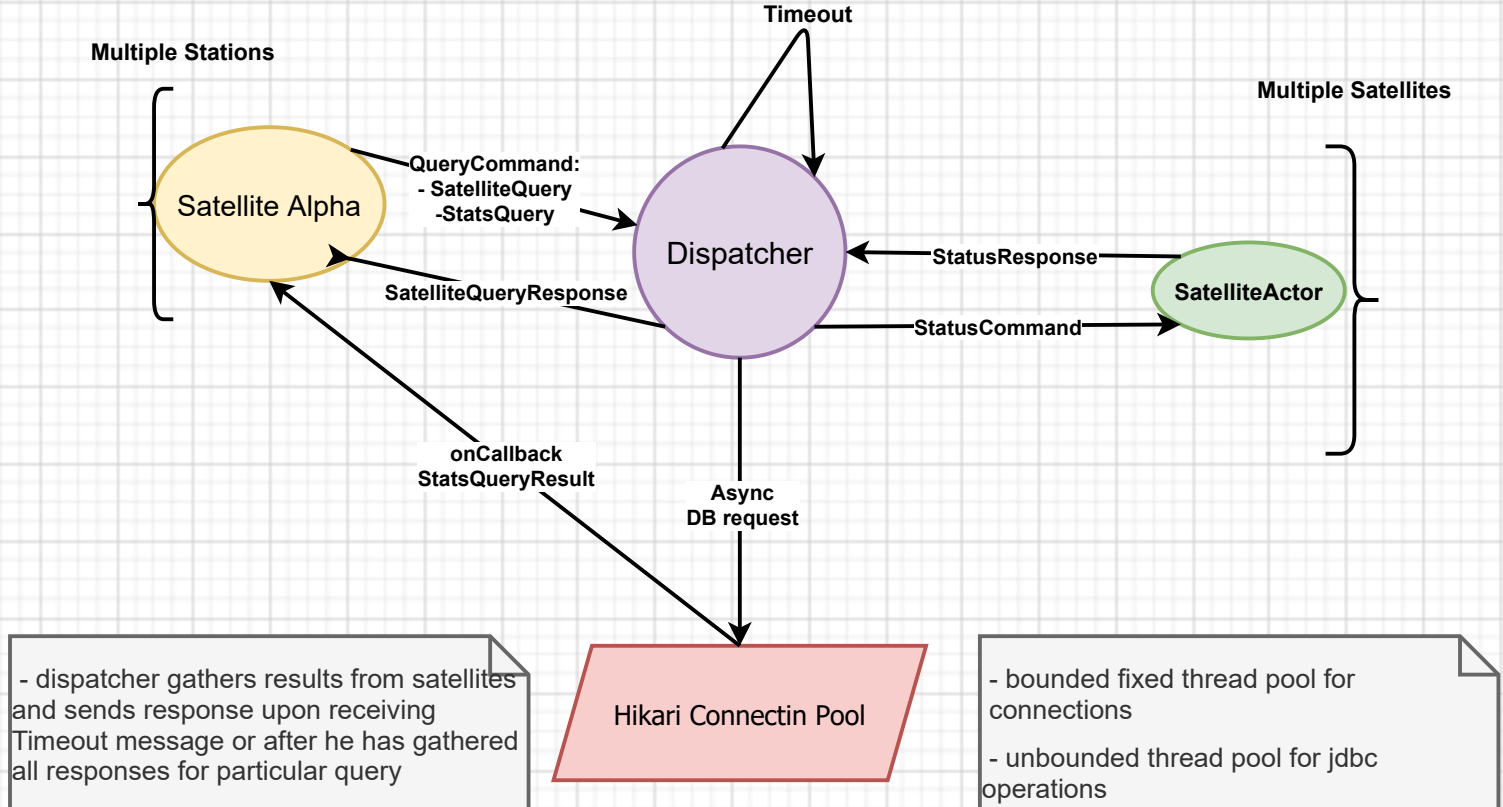 Timeout
Multiple Stations
Multiple Satellites
QueryCommand:
- SatelliteQuery
-StatsQuery
Satellite Alpha
Dispatcher
StatusResponse
SatelliteActor
SatelliteQueryResponse
StatusCommand
onCallback
StatsQueryResult
Async
DB request
- dispatcher gathers results from satellites
and sends response upon receiving
Timeout message or after he has gathered
all responses for particular query
Hikari Connectin Pool
- bounded fixed thread pool for
connections
- unbounded thread pool for jdbc
operations